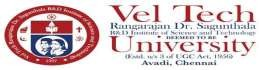 Vel Tech
Rangarajan Dr. Sagunthala
R&D Institute of Science and Technology
DEEMED TO BE
University
(Estd. u/s 3 of UGC Act, 1956)
Avadi, Chennai